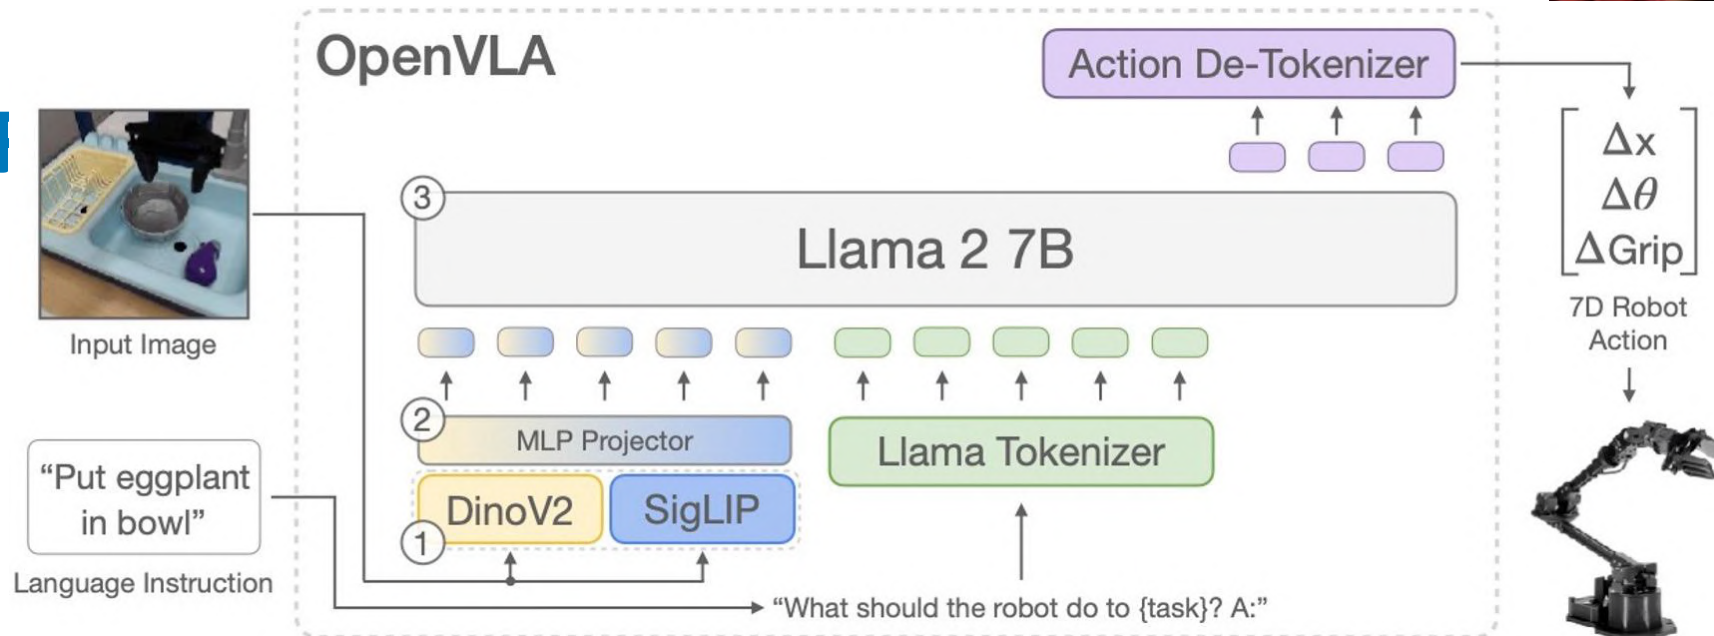 OpenVLA
Action De-Tokenizer
Δx
Δθ
ΔGrip
7D Robot
Action
3
Llama 2 7B
Input Image
2
MLP Projector
Llama Tokenizer
“Put eggplant
in bowl”
Language Instruction
DinoV2
SigLIP
1
“What should the robot do to {task}? A:”